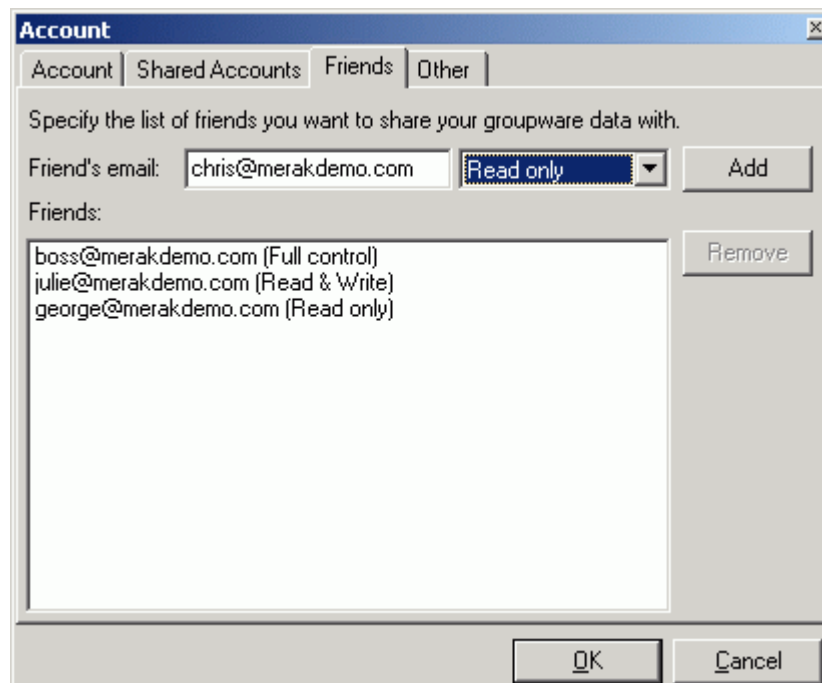 Account
Account Shared Accounts Friends Other
Specify the list of friends you want to share your groupware data with.
Friend's email: chris@merakdemo.com Read only Add
Friends:
boss@merakdemo.com (Full control)
julie@merakdemo.com (Read & Write)
george@merakdemo.com (Read only)
Remove
OK Cancel